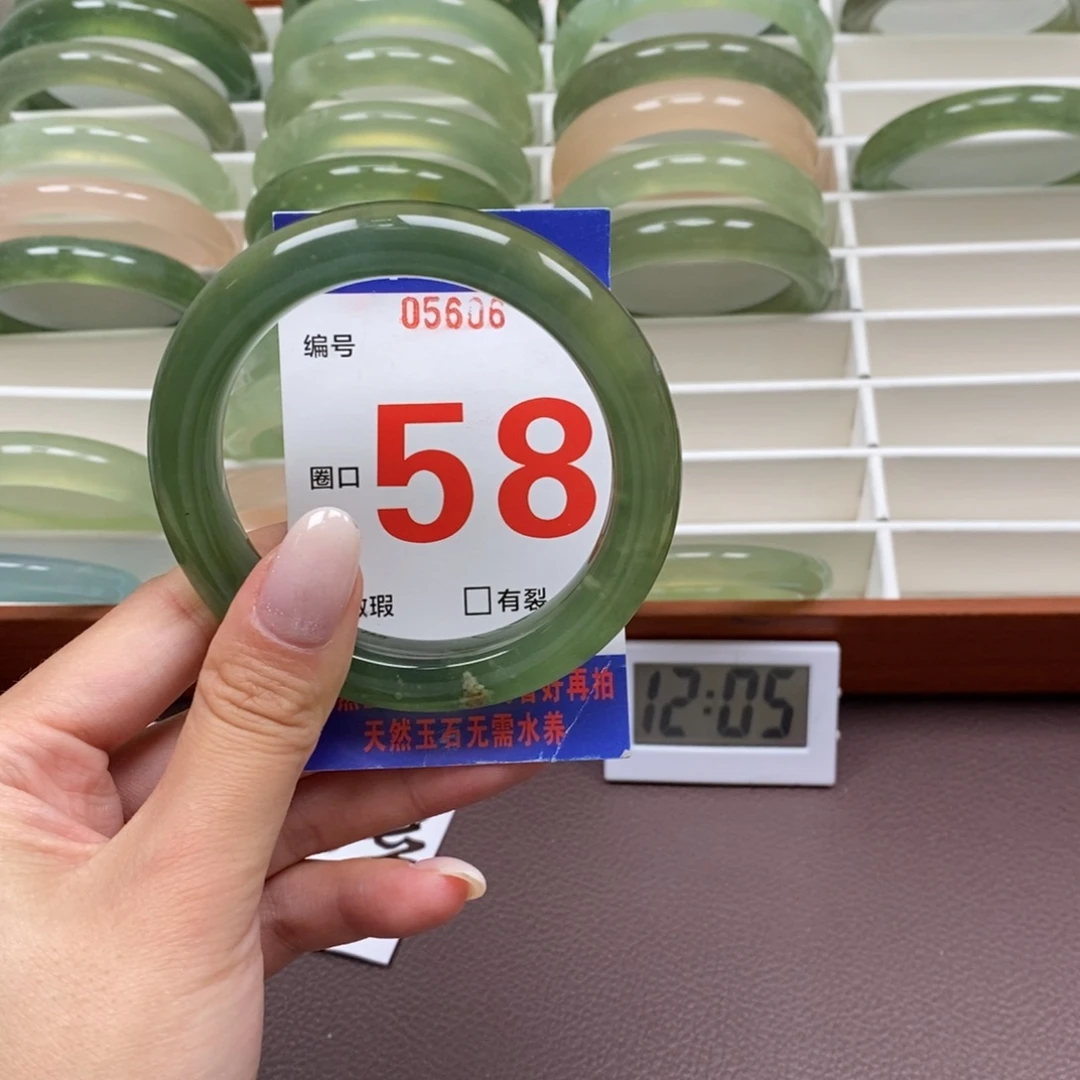 05606
编号
圈口 58
瑕 □有裂
好再拍
天然玉石无需水养
12:05